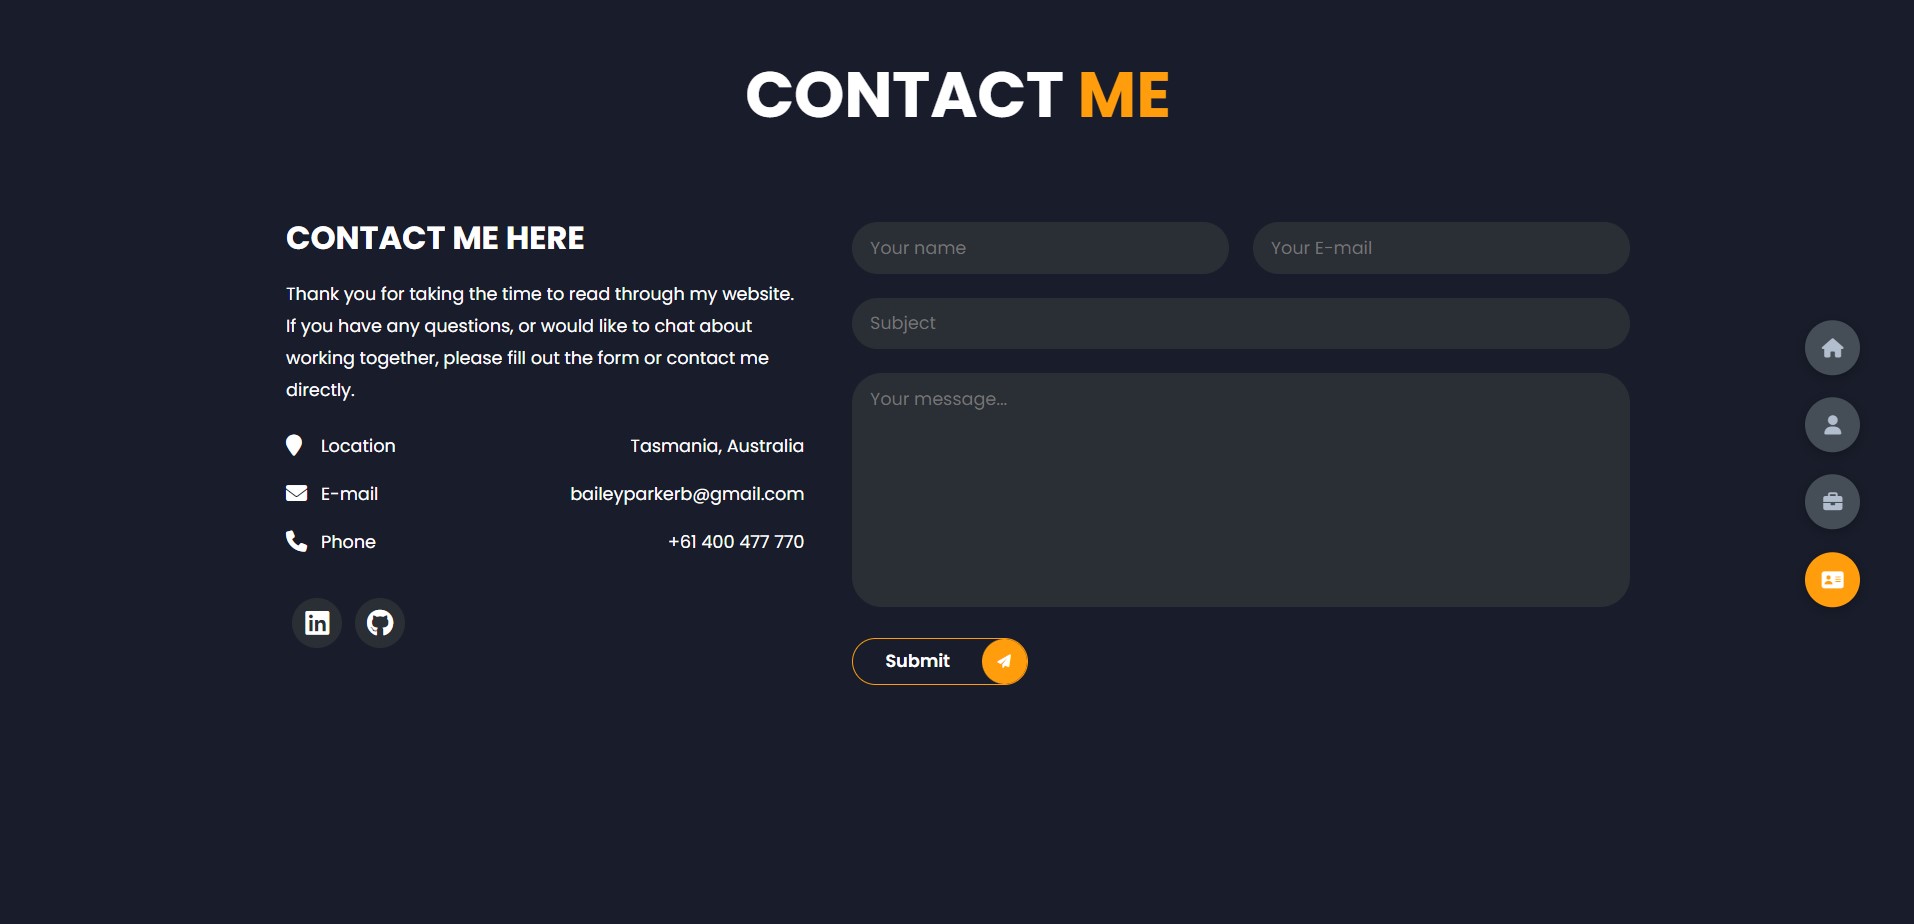 CONTACT ME
CONTACT ME HERE
Thank you for taking the time to read through my website.
If you have any questions, or would like to chat about
working together, please fill out the form or contact me
directly.
Location Tasmania, Australia
E-mail baileyparkerb@gmail.com
Phone +61 400 477 770
in
Your name
Your E-mail
Subject
Your message...
Submit